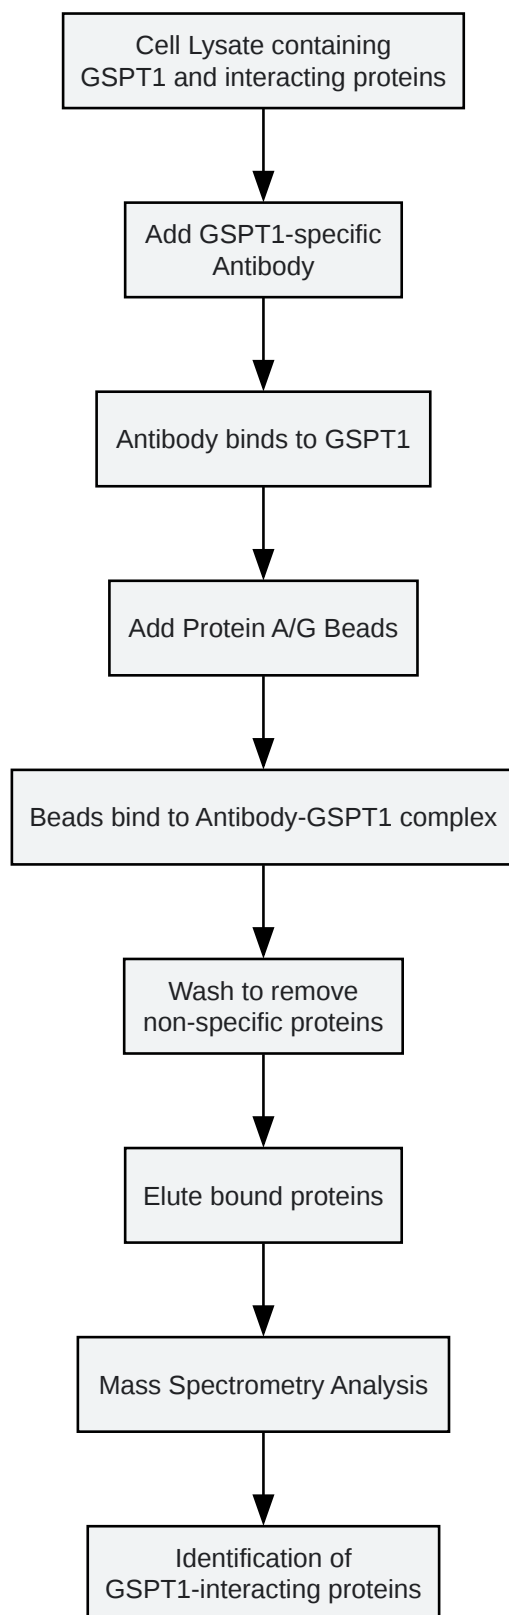 Cell Lysate containing
GSPT1 and interacting proteins
Add GSPT1-specific
Antibody
Antibody binds to GSPT1
Add Protein A/G Beads
Beads bind to Antibody-GSPT1 complex
Wash to remove
non-specific proteins
Elute bound proteins
Mass Spectrometry Analysis
Identification of
GSPT1-interacting proteins